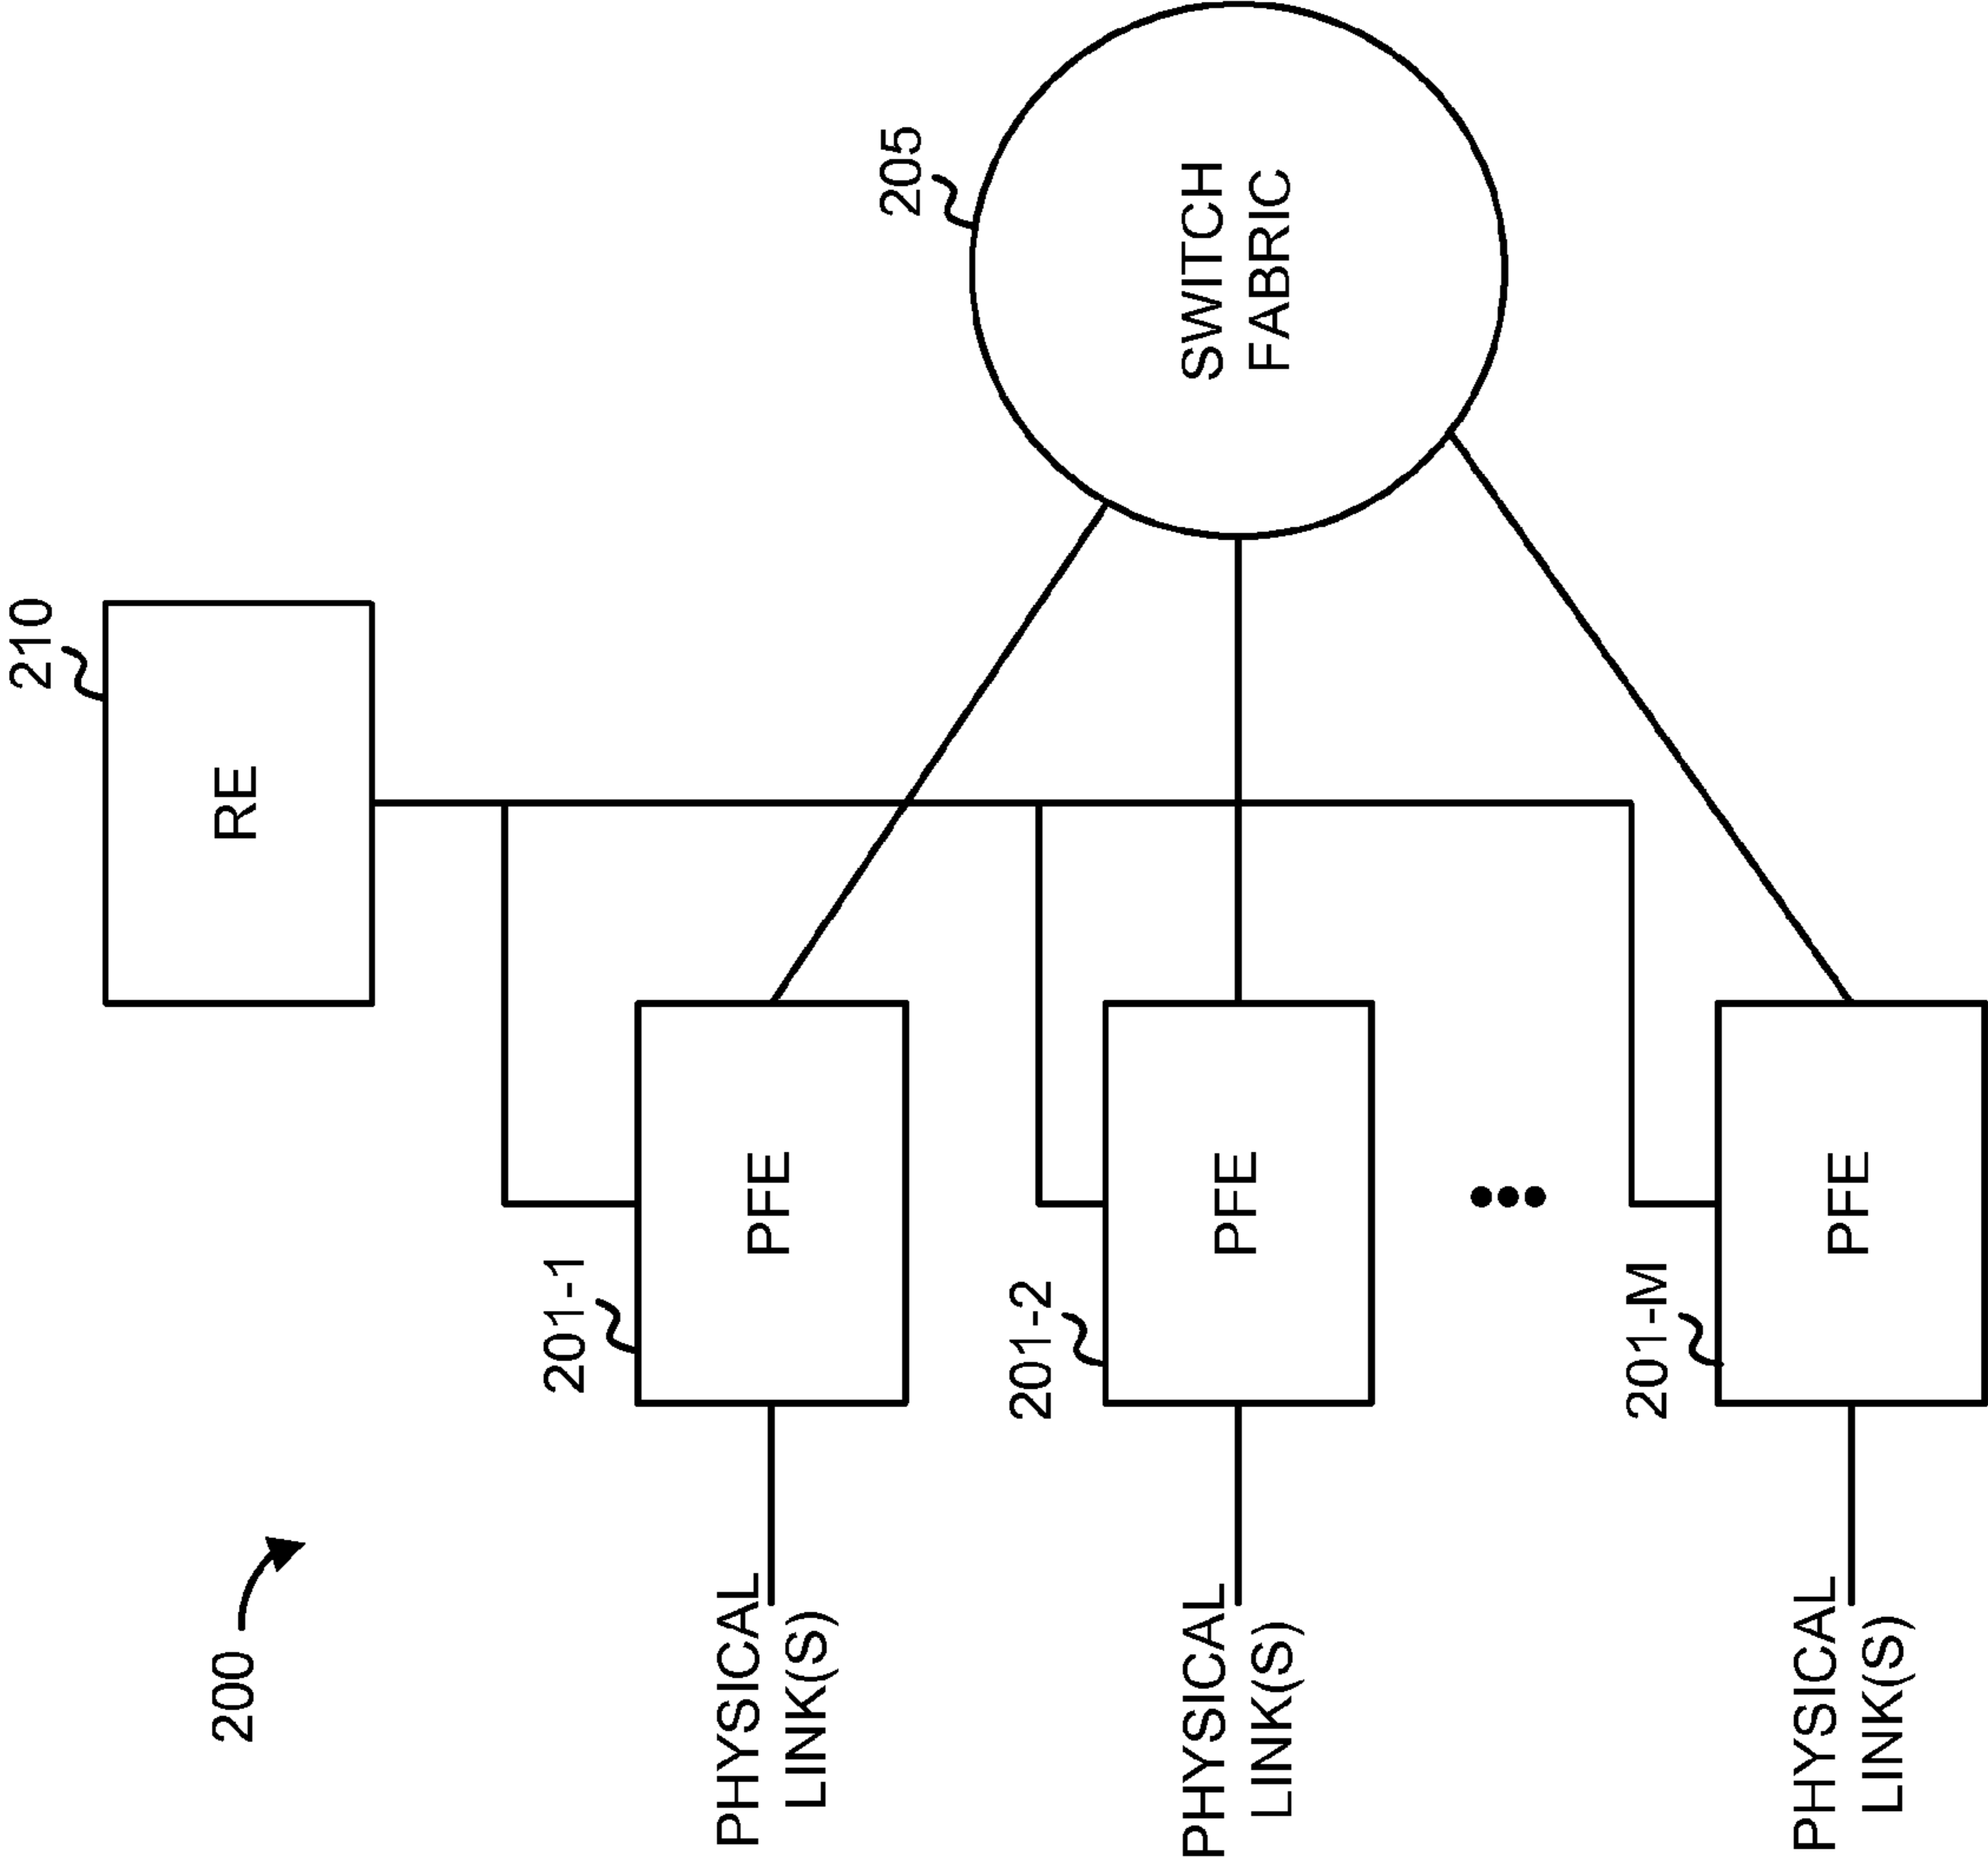 200
210
RE
201-1
PFE
PHYSICAL
LINK(S)
205
SWITCH
FABRIC
201-2
PFE
PHYSICAL
LINK(S)
201-M
PFE
PHYSICAL
LINK(S)